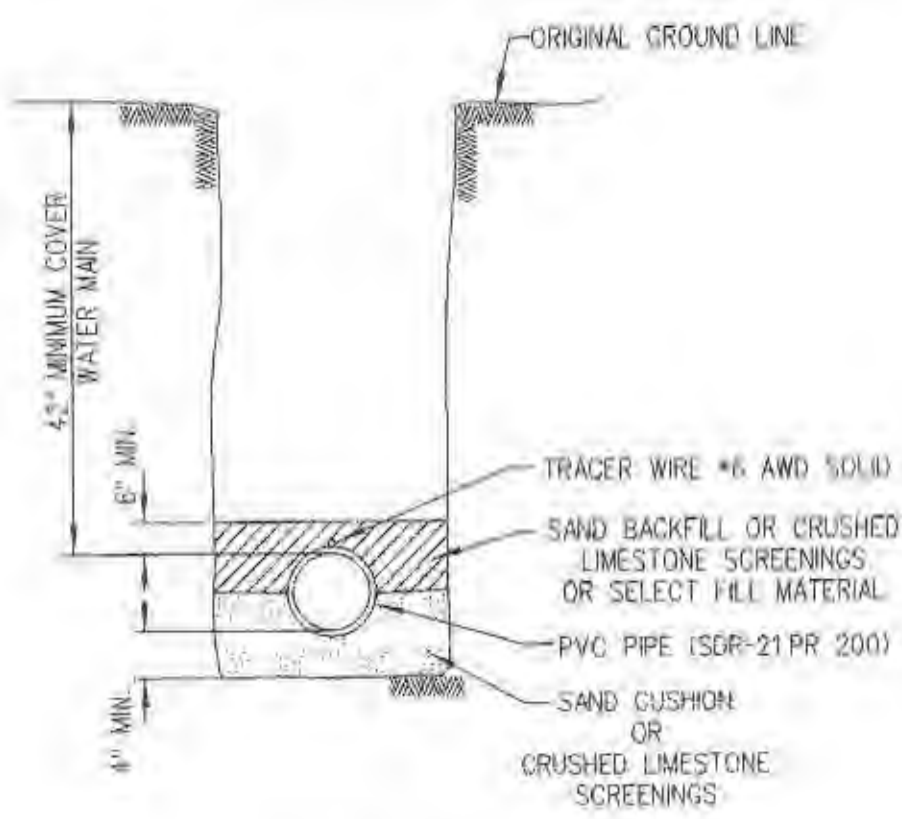 ORIGINAL GROUND LINE
42" MINIMUM COVER
WATER MAIN
6" MIN.
TRACER WIRE #6 AWD SOLID
SAND BACKFILL OR CRUSHED
LIMESTONE SCREENINGS
OR SELECT FILL MATERIAL
PVC PIPE (SDR-21 PR 200)
4" MIN.
SAND CUSHION
OR
CRUSHED LIMESTONE
SCREENINGS